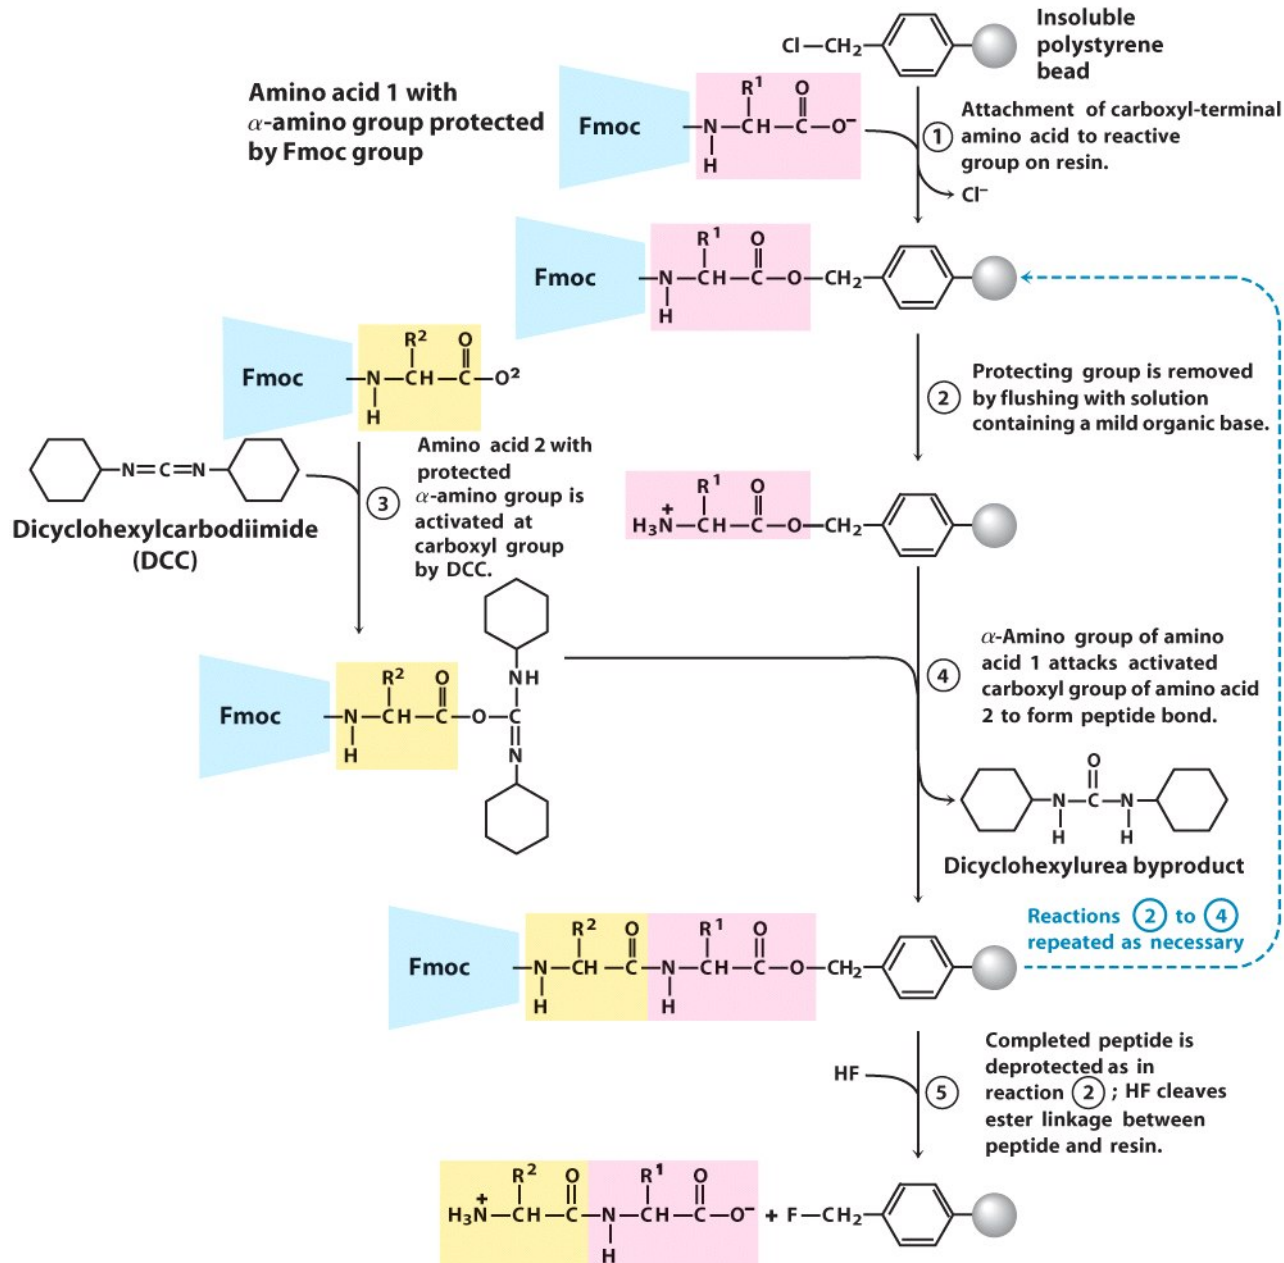 Cl—CH₂
Insoluble
polystyrene
bead
Amino acid 1 with
α-amino group protected
by Fmoc group
Fmoc
R¹ O
—N—CH—C—O⁻
H
1 Attachment of carboxyl-terminal
amino acid to reactive
group on resin.
Cl⁻
Fmoc
R¹ O
—N—CH—C—O—CH₂
H
Fmoc
R² O
—N—CH—C—O²
H
2 Protecting group is removed
by flushing with solution
containing a mild organic base.
N=C=N
Dicyclohexylcarbodiimide
(DCC)
3 Amino acid 2 with
protected
α-amino group is
activated at
carboxyl group
by DCC.
R¹ O
H₃N⁺—CH—C—O—CH₂
Fmoc
R² O
—N—CH—C—O—C
H
NH
N
4 α-Amino group of amino
acid 1 attacks activated
carboxyl group of amino acid
2 to form peptide bond.
O
N—C—N
H H
Dicyclohexylurea byproduct
Fmoc
R² O R¹ O
—N—CH—C—N—CH—C—O—CH₂
H H
Reactions 2 to 4
repeated as necessary
HF
5 Completed peptide is
deprotected as in
reaction 2 ; HF cleaves
ester linkage between
peptide and resin.
R² O R¹ O
H₃N⁺—CH—C—N—CH—C—O⁻ + F—CH₂
H